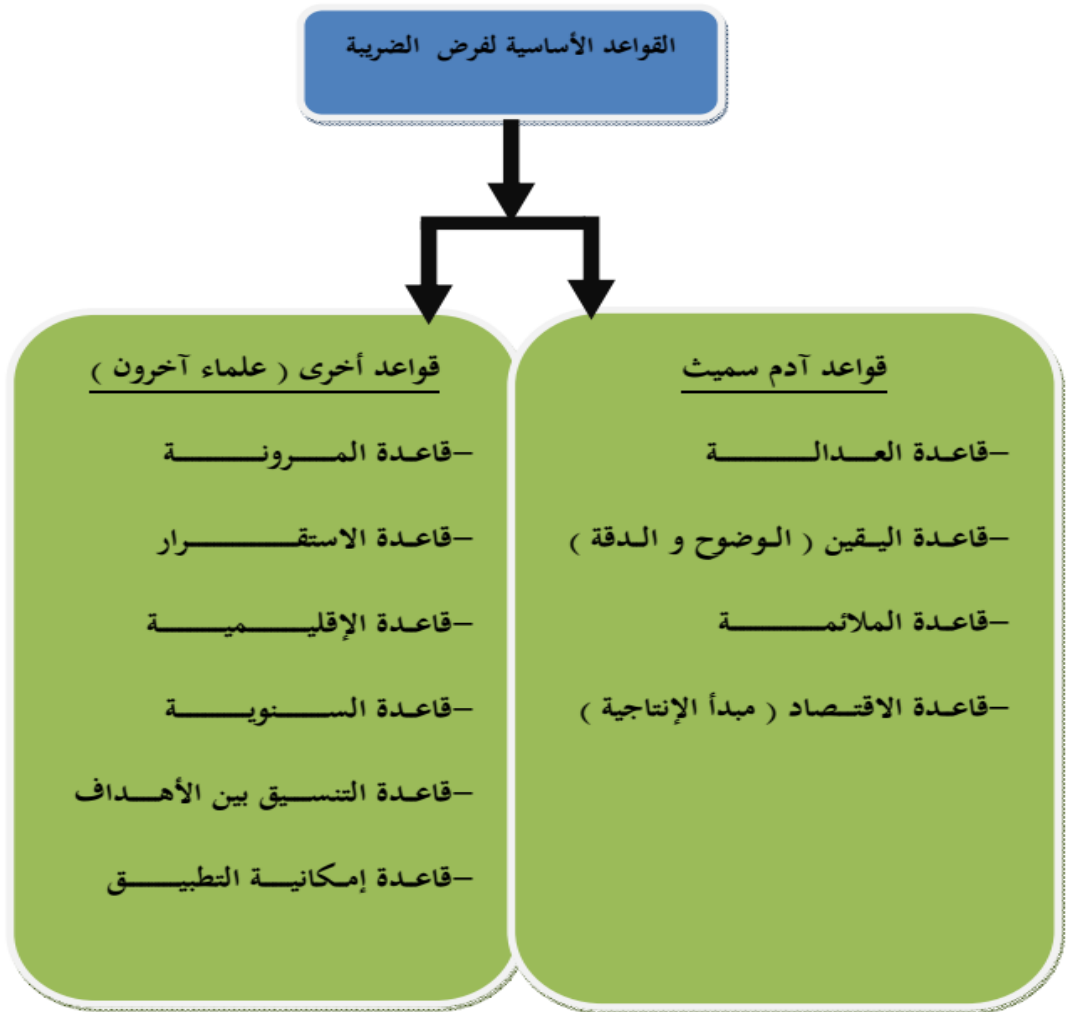 القواعد الأساسية لفرض الضريبة
قواعد آدم سميث
–قاعدة العدالة
–قاعدة اليقين ( الوضوح و الدقة )
–قاعدة الملائمة
–قاعدة الاقتصاد ( مبدأ الإنتاجية )
قواعد أخرى ( علماء آخرون )
–قاعدة المرونة
–قاعدة الاستقرار
–قاعدة الإقليمية
–قاعدة السنوية
–قاعدة التنسيق بين الأهداف
–قاعدة إمكانية التطبيق